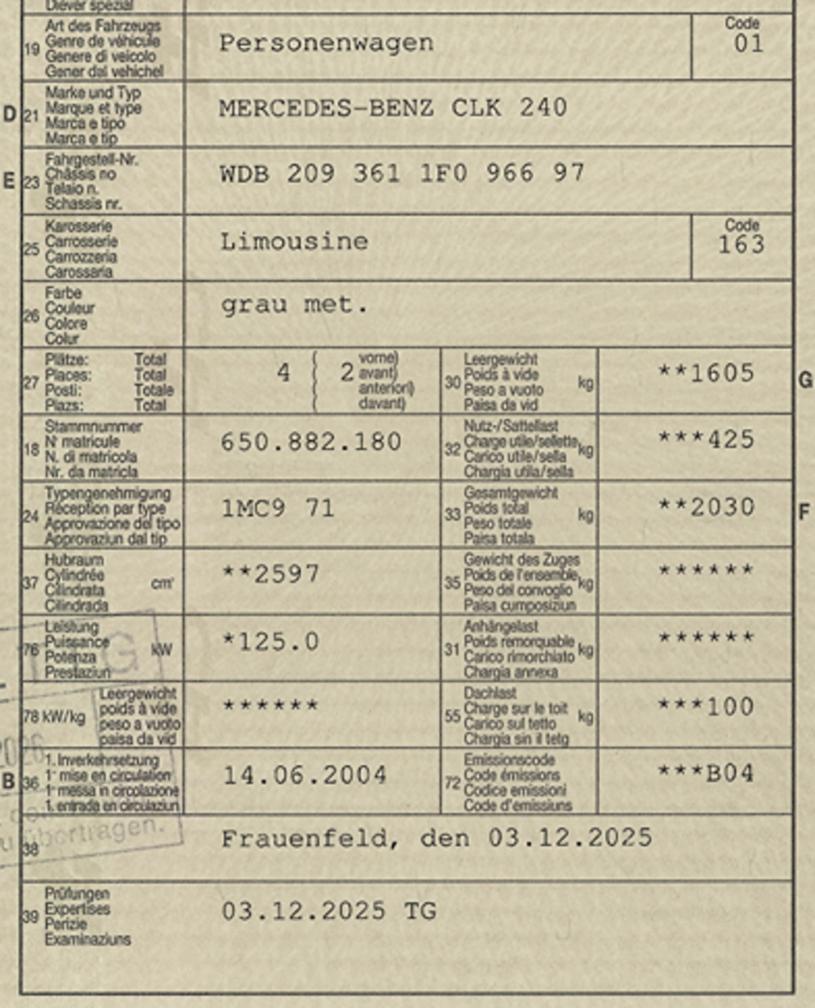 Diever spezial
19 Art des Fahrzeugs
Genre de véhicule
Genere di veicolo
Gener dal vehichel
Personenwagen
Code
01
D 21 Marke und Typ
Marque et type
Marca e tipo
Marca e tip
MERCEDES-BENZ CLK 240
E 23 Fahrgestell-Nr.
Châssis no
Telaio n.
Schassis nr.
WDB 209 361 1F0 966 97
25 Karosserie
Carrosserie
Carrozzeria
Carossaria
Limousine
Code
163
26 Farbe
Couleur
Colore
Colur
grau met.
27 Plätze: Total
Places: Total
Posti: Totale
Plazs: Total
4 ( 2 vorne)
( avant)
( anteriori)
( davant)
30 Leergewicht
Poids à vide
Peso a vuoto
Paisa da vid
kg
**1605
G
18 Stammnummer
N° matricule
N. di matricola
Nr. da matricla
650.882.180
32 Nutz-/Sattellast
Charge utile/sellette
Carico utile/sella
Chargia utila/sella
kg
***425
24 Typengenehmigung
Réception par type
Approvazione del tipo
Approvaziun dal tip
1MC9 71
33 Gesamtgewicht
Poids total
Peso totale
Paisa totala
kg
**2030
F
37 Hubraum
Cylindrée
Cilindrata
Cilindrada
cm³
**2597
35 Gewicht des Zuges
Poids de l'ensemble
Peso del convoglio
Paisa cumposiziun
kg
******
76 Leistung
Puissance
Potenza
Prestaziun
kW
*125.0
31 Anhängelast
Poids remorquable
Carico rimorchiato
Chargia annexa
kg
******
78 kW/kg Leergewicht
poids à vide
peso a vuoto
paisa da vid
******
55 Dachlast
Charge sur le toit
Carico sul tetto
Chargia sin il tetg
kg
***100
B 36 1. Inverkehrsetzung
1re mise en circulation
1a messa in circolazione
1. entrada en circulaziun
14.06.2004
72 Emissionscode
Code émissions
Codice emissioni
Code d'emissiuns
***B04
38 Frauenfeld, den 03.12.2025
39 Prüfungen
Expertises
Perizie
Examinaziuns
03.12.2025 TG
TG
übertragen.